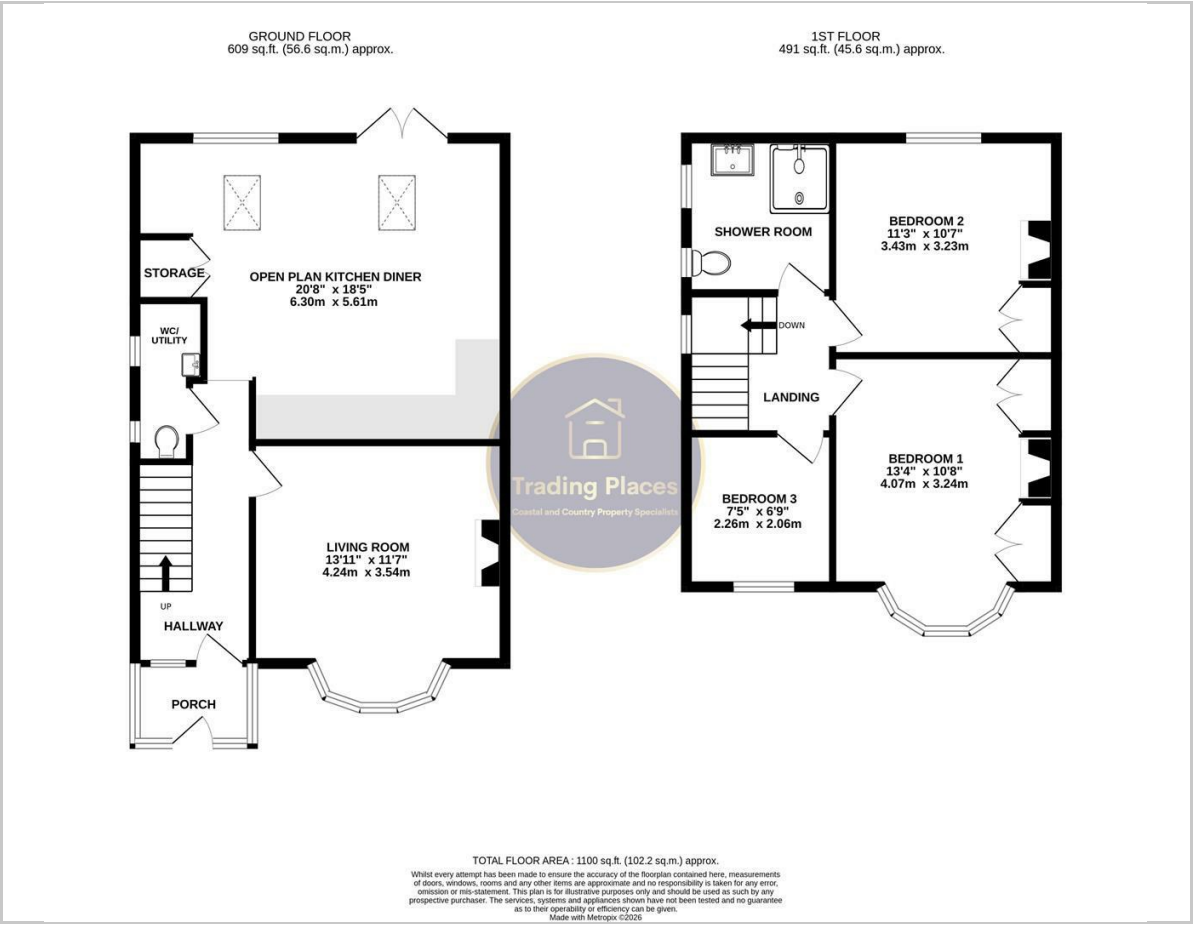 GROUND FLOOR
609 sq.ft. (56.6 sq.m.) approx.
1ST FLOOR
491 sq.ft. (45.6 sq.m.) approx.
STORAGE
OPEN PLAN KITCHEN DINER
20'8" x 18'5"
6.30m x 5.61m
WC/
UTILITY
LIVING ROOM
13'11" x 11'7"
4.24m x 3.54m
UP
HALLWAY
PORCH
SHOWER ROOM
BEDROOM 2
11'3" x 10'7"
3.43m x 3.23m
DOWN
LANDING
BEDROOM 1
13'4" x 10'8"
4.07m x 3.24m
BEDROOM 3
7'5" x 6'9"
2.26m x 2.06m
Trading Places
Coastal and Country Property Specialists
TOTAL FLOOR AREA : 1100 sq.ft. (102.2 sq.m.) approx.
Whilst every attempt has been made to ensure the accuracy of the floorplan contained here, measurements
of doors, windows, rooms and any other items are approximate and no responsibility is taken for any error,
omission or mis-statement. This plan is for illustrative purposes only and should be used as such by any
prospective purchaser. The services, systems and appliances shown have not been tested and no guarantee
as to their operability or efficiency can be given.
Made with Metropix ©2026